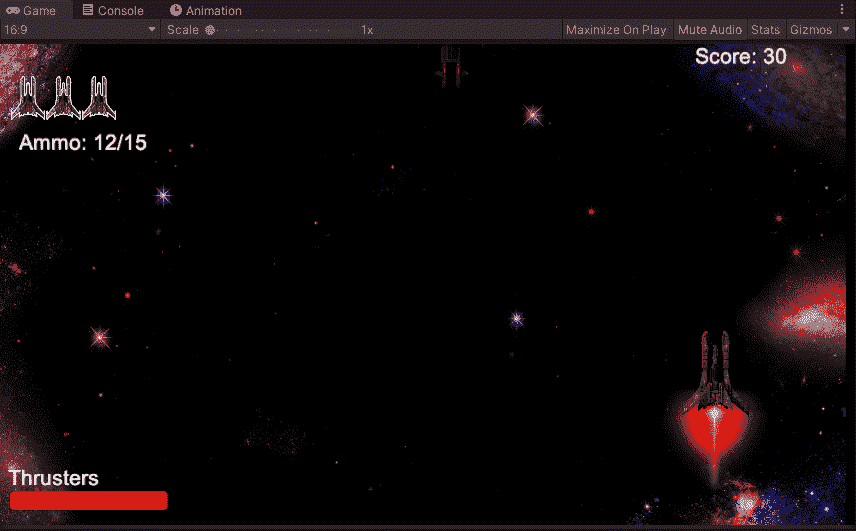 Game Console Animation
16:9 Scale 1x Maximize On Play Mute Audio Stats Gizmos
Score: 30
Ammo: 12/15
Thrusters